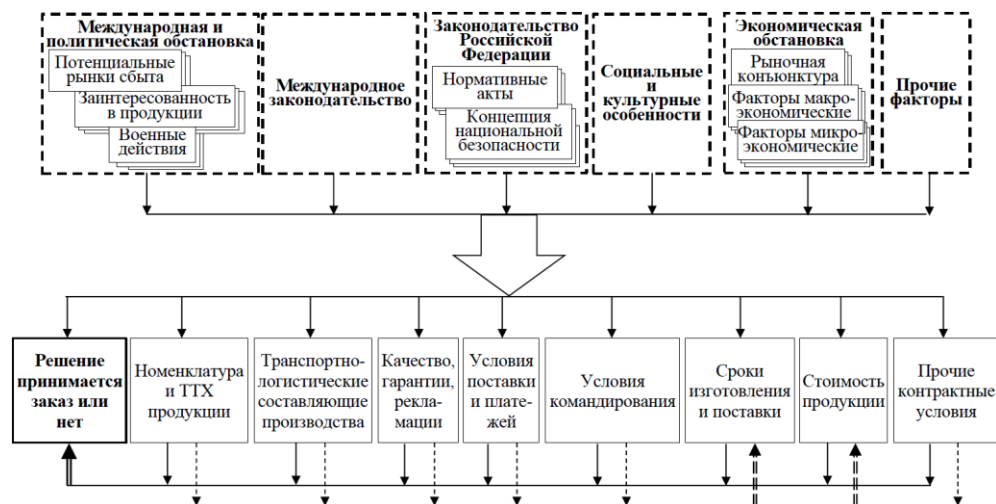 Международная и
политическая обстановка
Потенциальные
рынки сбыта
Заинтересованность
в продукции
Военные
действия
Международное
законодательство
Законодательство
Российской
Федерации
Нормативные
акты
Концепция
национальной
безопасности
Социальные
и
культурные
особенности
Экономическая
обстановка
Рыночная
конъюнктура
Факторы макро-
экономические
Факторы микро-
экономические
Прочие
факторы
Решение
принимается
заказ или
нет
Номенклатура
и ТТХ
продукции
Транспортно-
логистические
составляющие
производства
Качество,
гарантии,
рекла-
мации
Условия
поставки
и плате-
жей
Условия
командирования
Сроки
изготовления
и поставки
Стоимость
продукции
Прочие
контрактные
условия